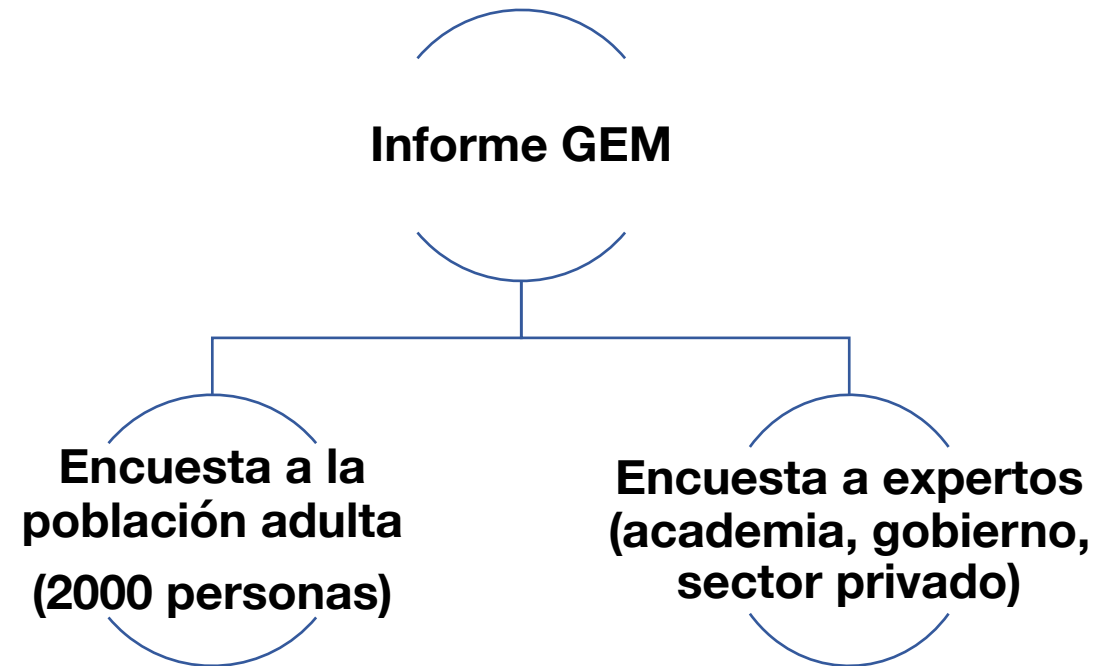 Informe GEM
Encuesta a la
población adulta
(2000 personas)
Encuesta a expertos
(academia, gobierno,
sector privado)